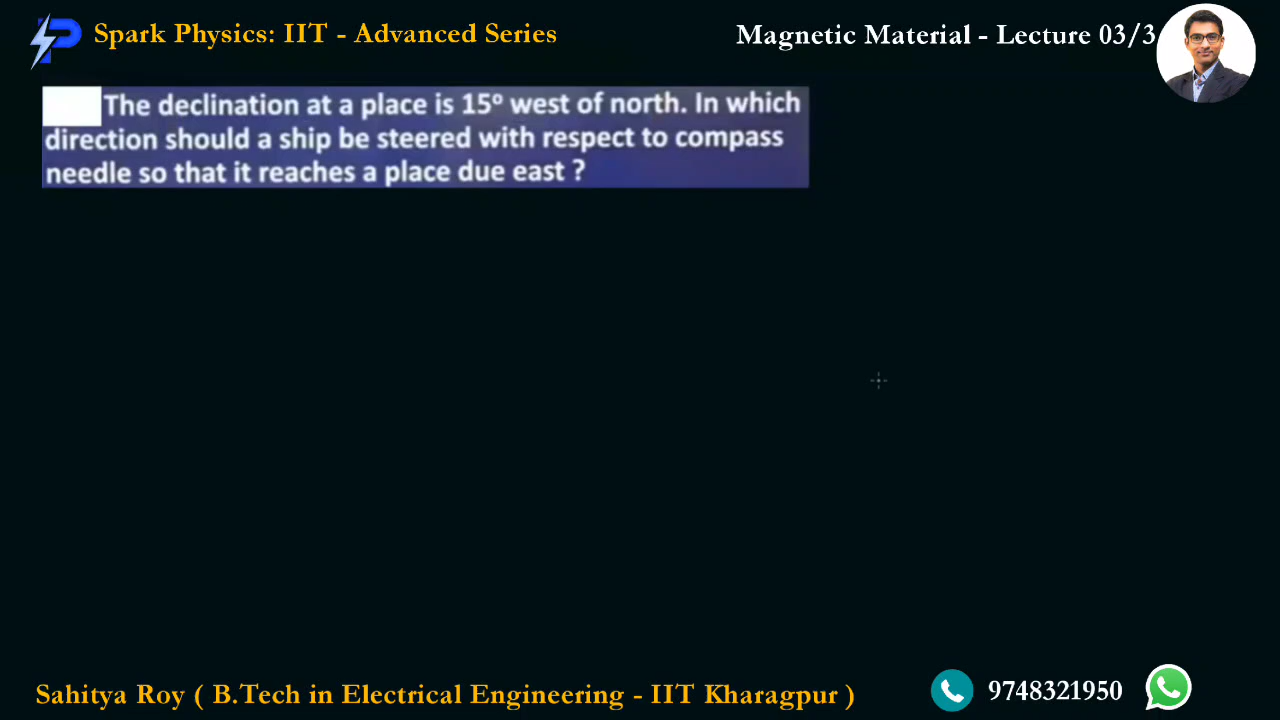 Spark Physics: IIT - Advanced Series
Magnetic Material - Lecture 03/3
The declination at a place is 15º west of north. In which
direction should a ship be steered with respect to compass
needle so that it reaches a place due east ?
Sahitya Roy ( B.Tech in Electrical Engineering - IIT Kharagpur )
9748321950